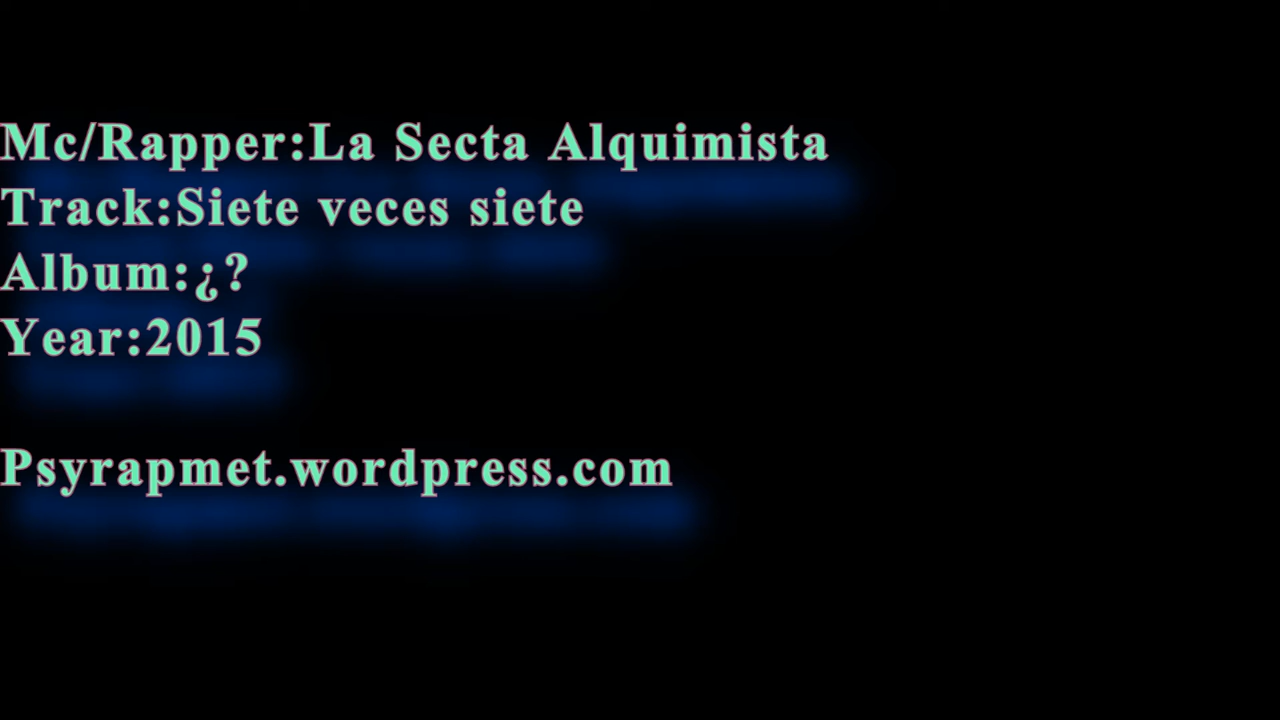 Mc/Rapper:La Secta Alquimista
Track:Siete veces siete
Album:¿?
Year:2015
Psyrapmet.wordpress.com